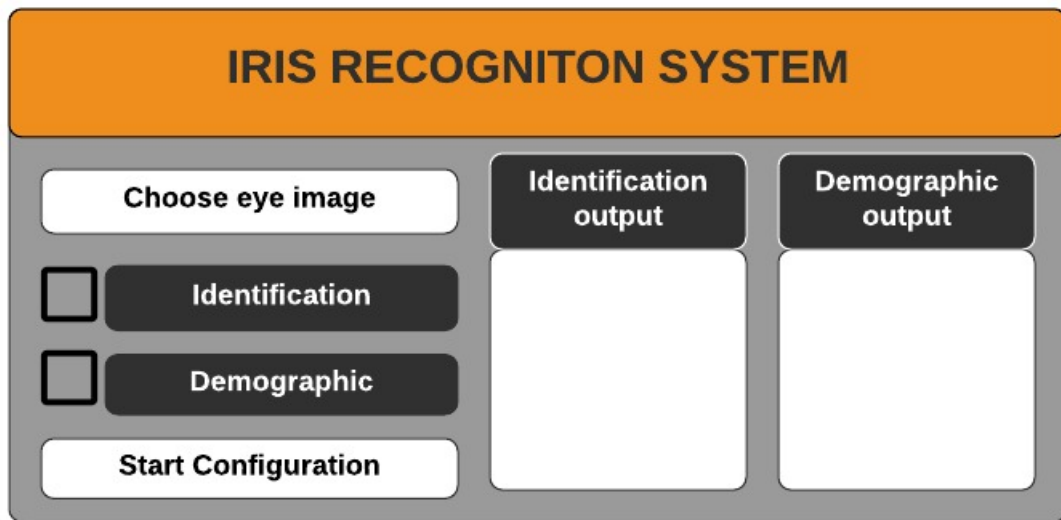 IRIS RECOGNITON SYSTEM
Choose eye image
Identification
Demographic
Start Configuration
Identification
output
Demographic
output